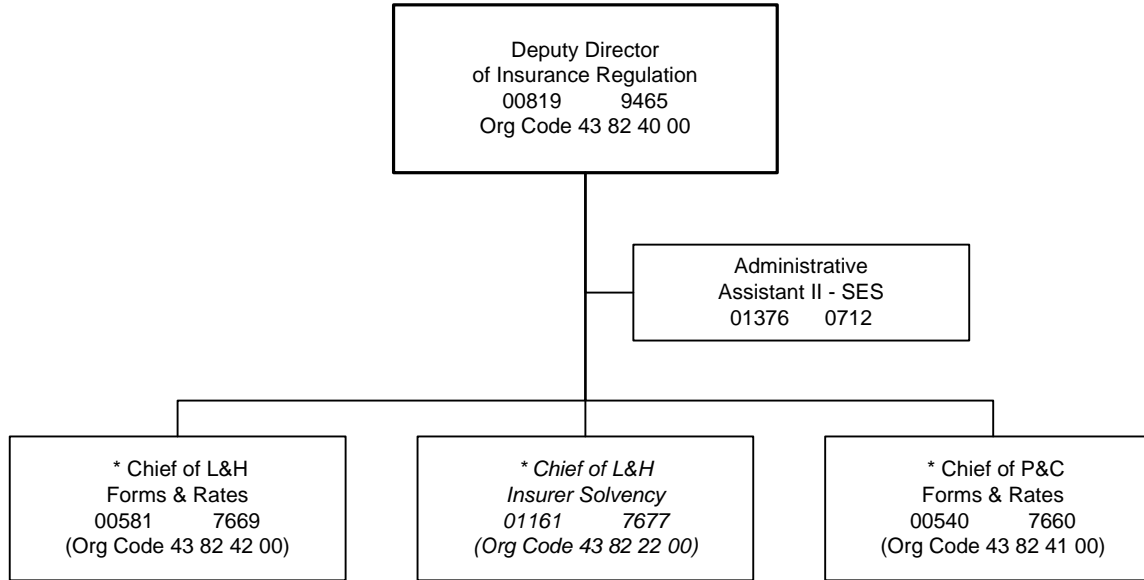 Deputy Director
of Insurance Regulation
00819 9465
Org Code 43 82 40 00
Administrative
Assistant II - SES
01376 0712
* Chief of L&H
Forms & Rates
00581 7669
(Org Code 43 82 42 00)
* Chief of L&H
Insurer Solvency
01161 7677
(Org Code 43 82 22 00)
* Chief of P&C
Forms & Rates
00540 7660
(Org Code 43 82 41 00)